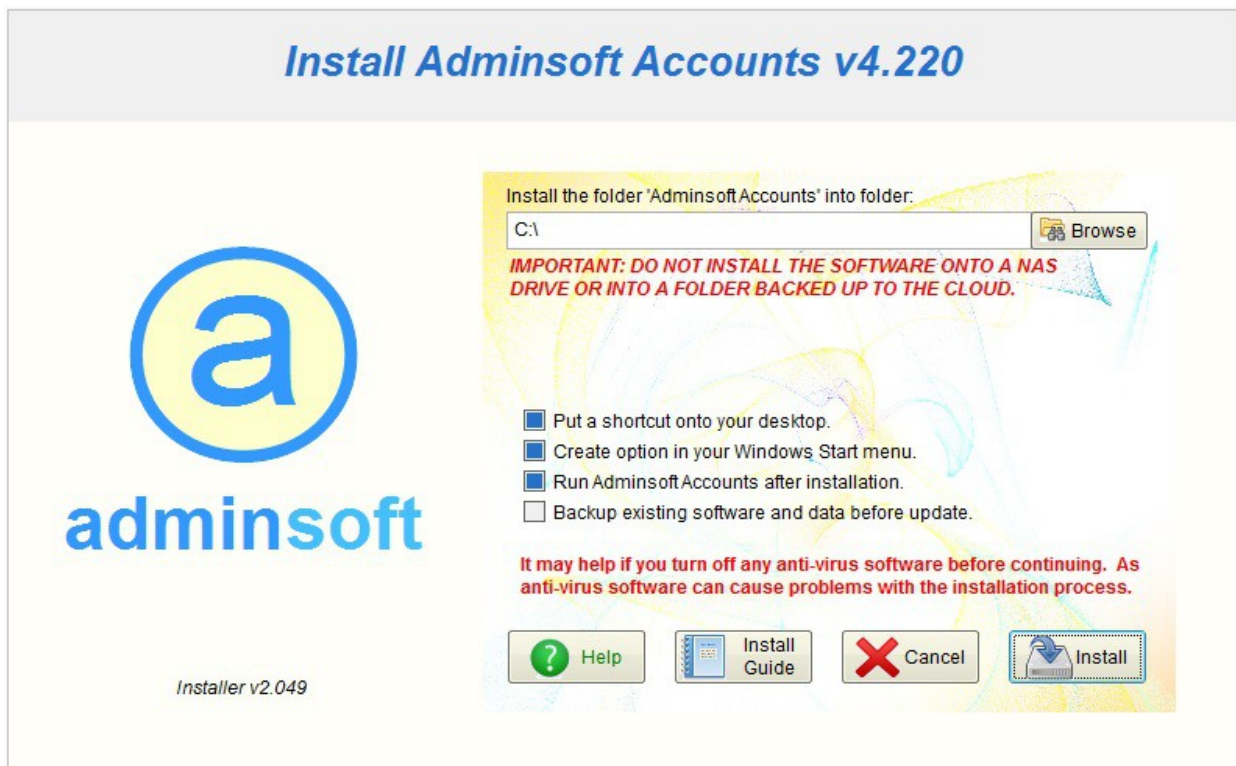 Install Adminsoft Accounts v4.220
Install the folder 'Adminsoft Accounts' into folder:
C:\
Browse
IMPORTANT: DO NOT INSTALL THE SOFTWARE ONTO A NAS
DRIVE OR INTO A FOLDER BACKED UP TO THE CLOUD.
a
adminsoft
Put a shortcut onto your desktop.
Create option in your Windows Start menu.
Run Adminsoft Accounts after installation.
Backup existing software and data before update.
It may help if you turn off any anti-virus software before continuing. As
anti-virus software can cause problems with the installation process.
Help
Install
Guide
Cancel
Install
Installer v2.049